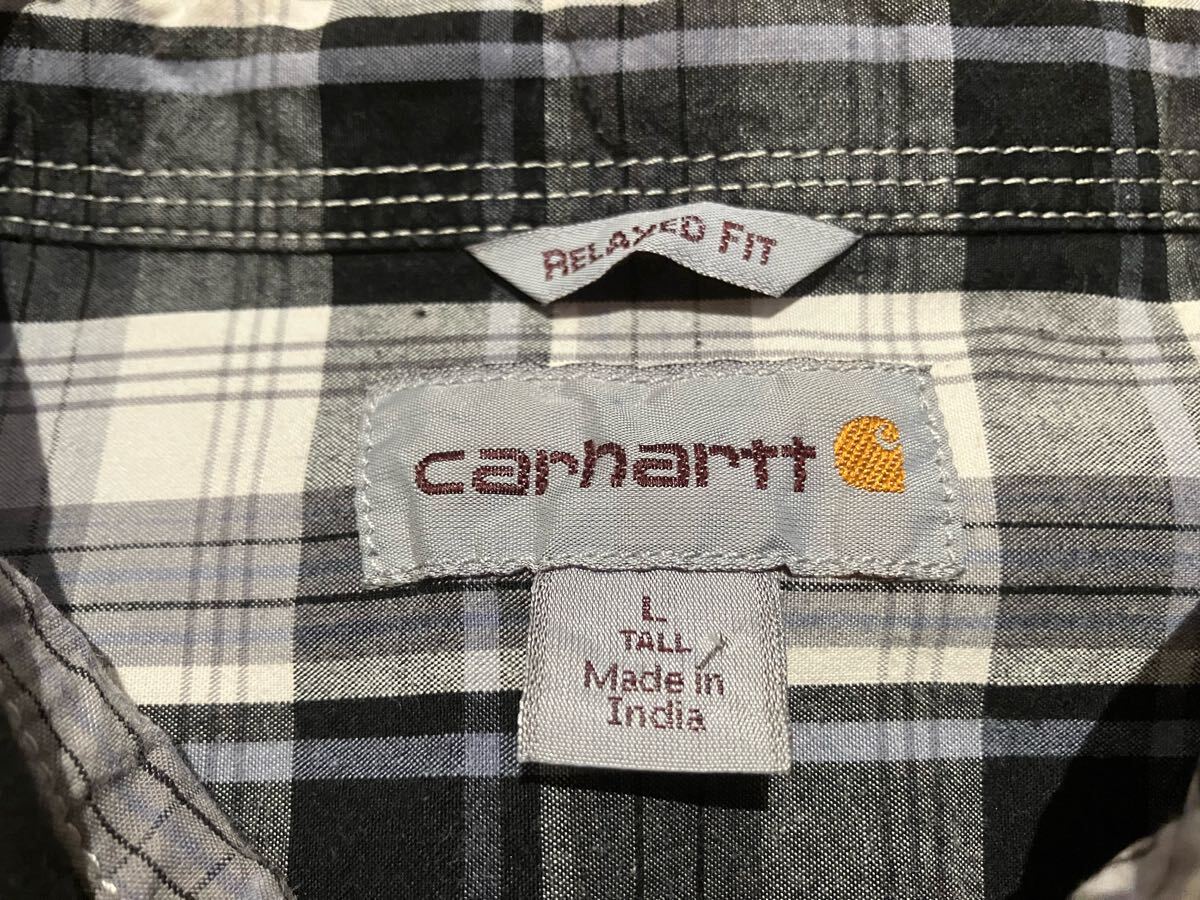 RELAXED FIT
carhartt
L
TALL
Made in
India